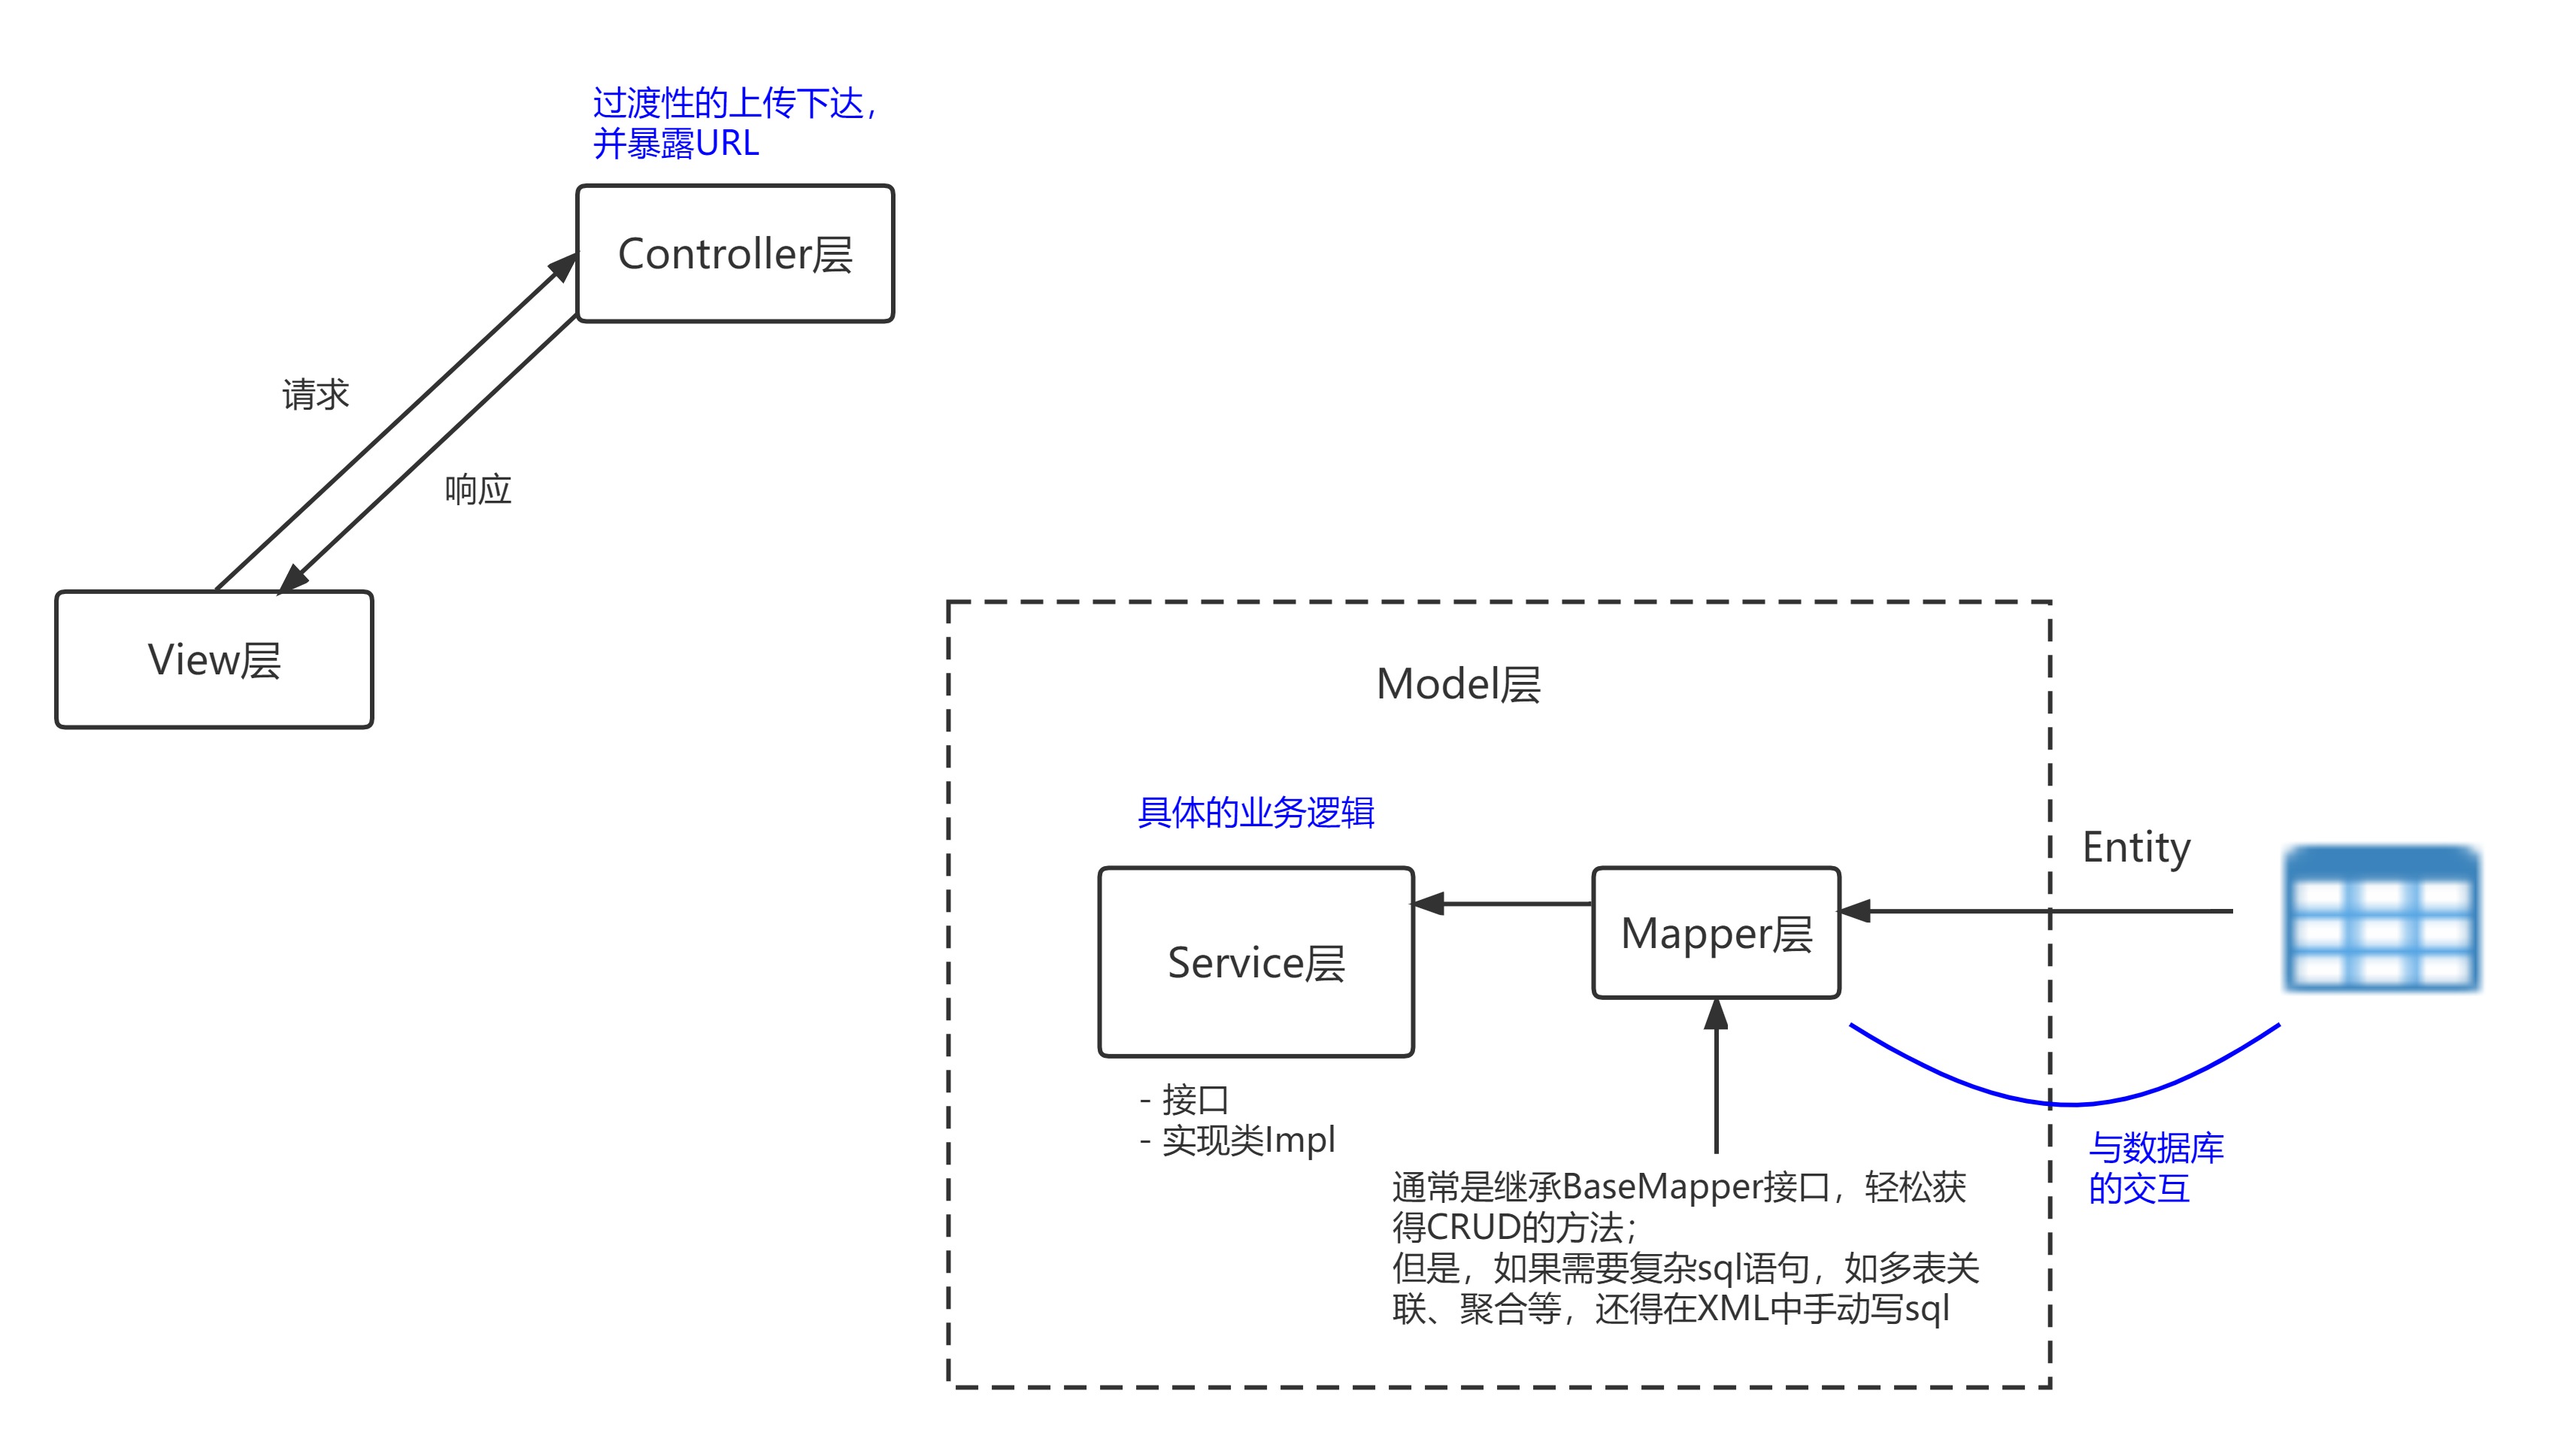 过渡性的上传下达，
并暴露URL
Controller层
请求
响应
View层
Model层
具体的业务逻辑
Service层
- 接口
- 实现类Impl
Mapper层
通常是继承BaseMapper接口，轻松获
得CRUD的方法；
但是，如果需要复杂sql语句，如多表关
联、聚合等，还得在XML中手动写sql
Entity
与数据库
的交互